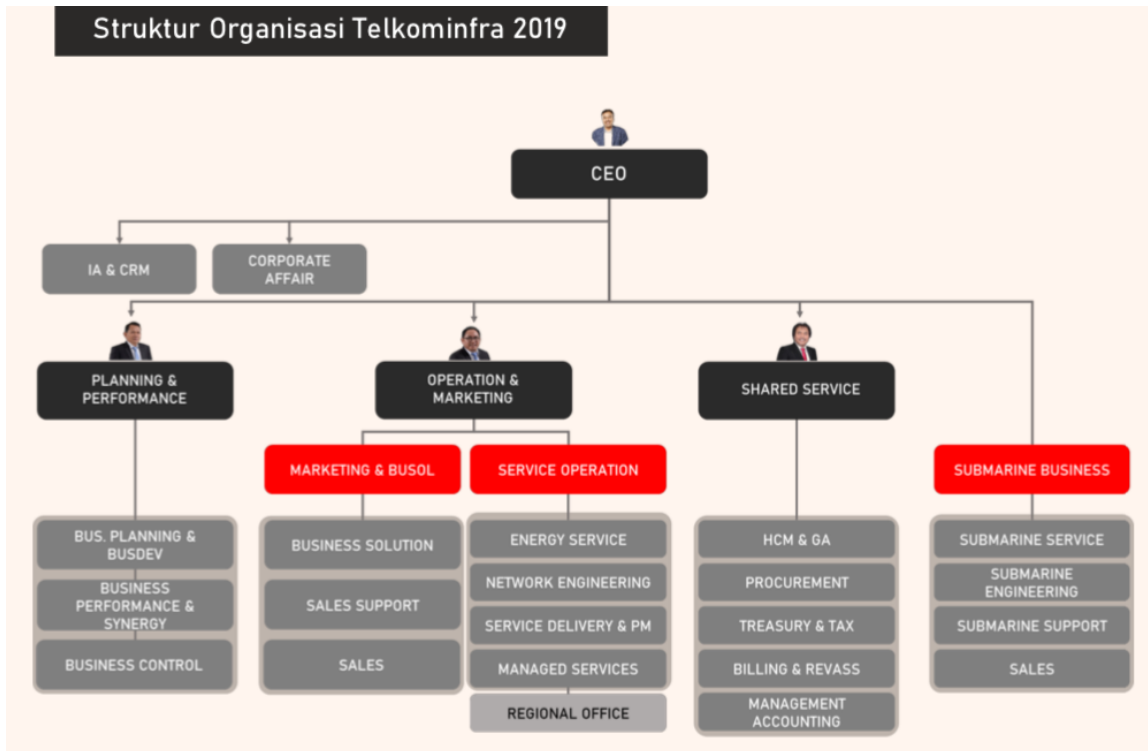 Struktur Organisasi Telkominfra 2019
CEO
IA & CRM
CORPORATE
AFFAIR
PLANNING &
PERFORMANCE
OPERATION &
MARKETING
SHARED SERVICE
MARKETING & BUSOL
SERVICE OPERATION
SUBMARINE BUSINESS
BUS. PLANNING &
BUSDEV
BUSINESS
PERFORMANCE &
SYNERGY
BUSINESS CONTROL
BUSINESS SOLUTION
SALES SUPPORT
SALES
ENERGY SERVICE
NETWORK ENGINEERING
SERVICE DELIVERY & PM
MANAGED SERVICES
REGIONAL OFFICE
HCM & GA
PROCUREMENT
TREASURY & TAX
BILLING & REVASS
MANAGEMENT
ACCOUNTING
SUBMARINE SERVICE
SUBMARINE
ENGINEERING
SUBMARINE SUPPORT
SALES